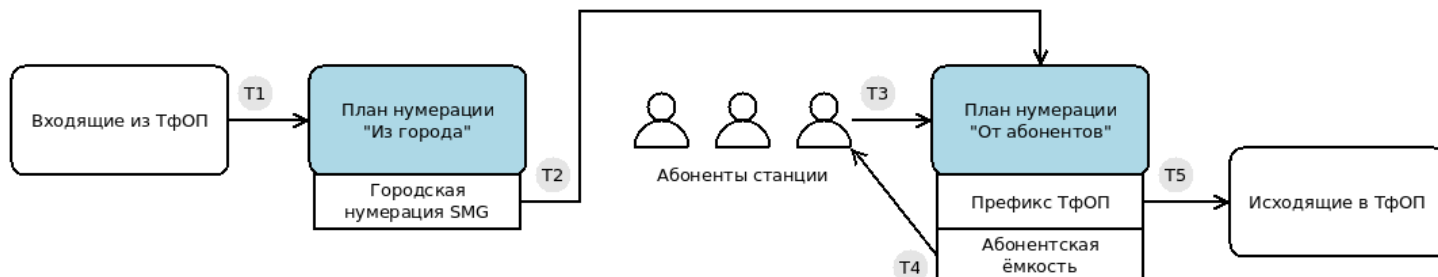 Входящие из ТфОП
T1
План нумерации
"Из города"
Городская
нумерация SMG
T2
Абоненты станции
T3
План нумерации
"От абонентов"
Префикс ТфОП
Абонентская
ёмкость
T4
T5
Исходящие в ТфОП